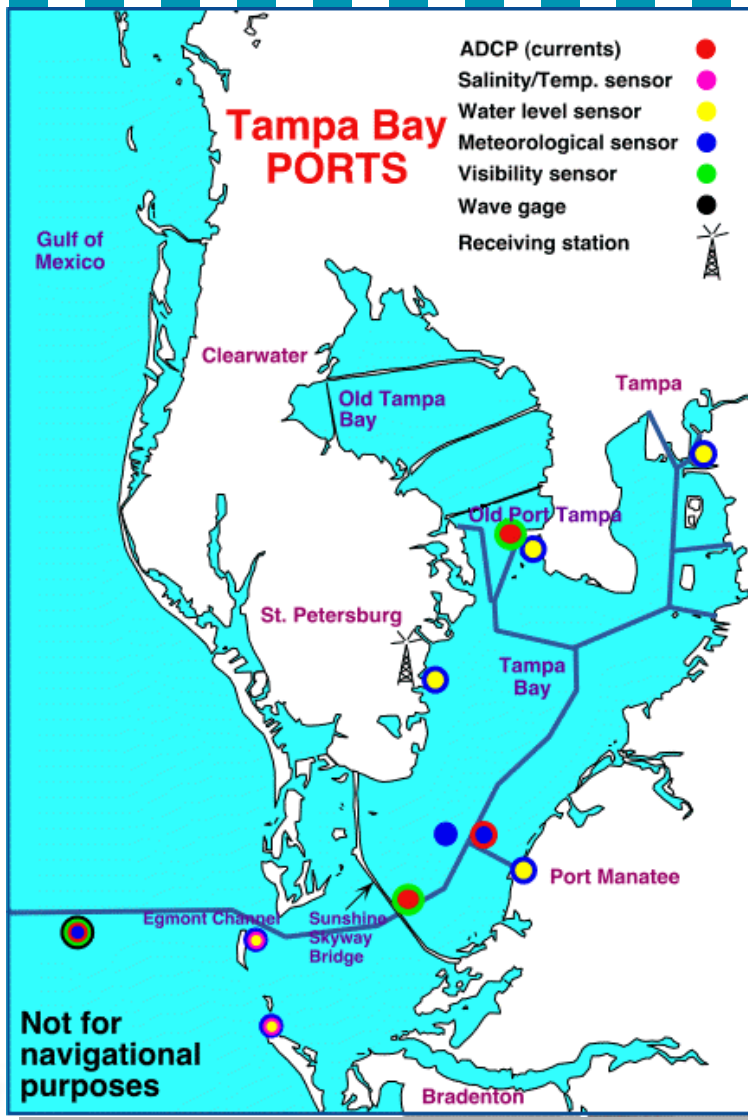 ADCP (currents)
Salinity/Temp. sensor
Water level sensor
Meteorological sensor
Visibility sensor
Wave gage
Receiving station
Tampa Bay
PORTS
Gulf of
Mexico
Clearwater
Old Tampa
Bay
Tampa
Old Port Tampa
St. Petersburg
Tampa
Bay
Port Manatee
Egmont Channel
Sunshine
Skyway
Bridge
Not for
navigational
purposes
Bradenton